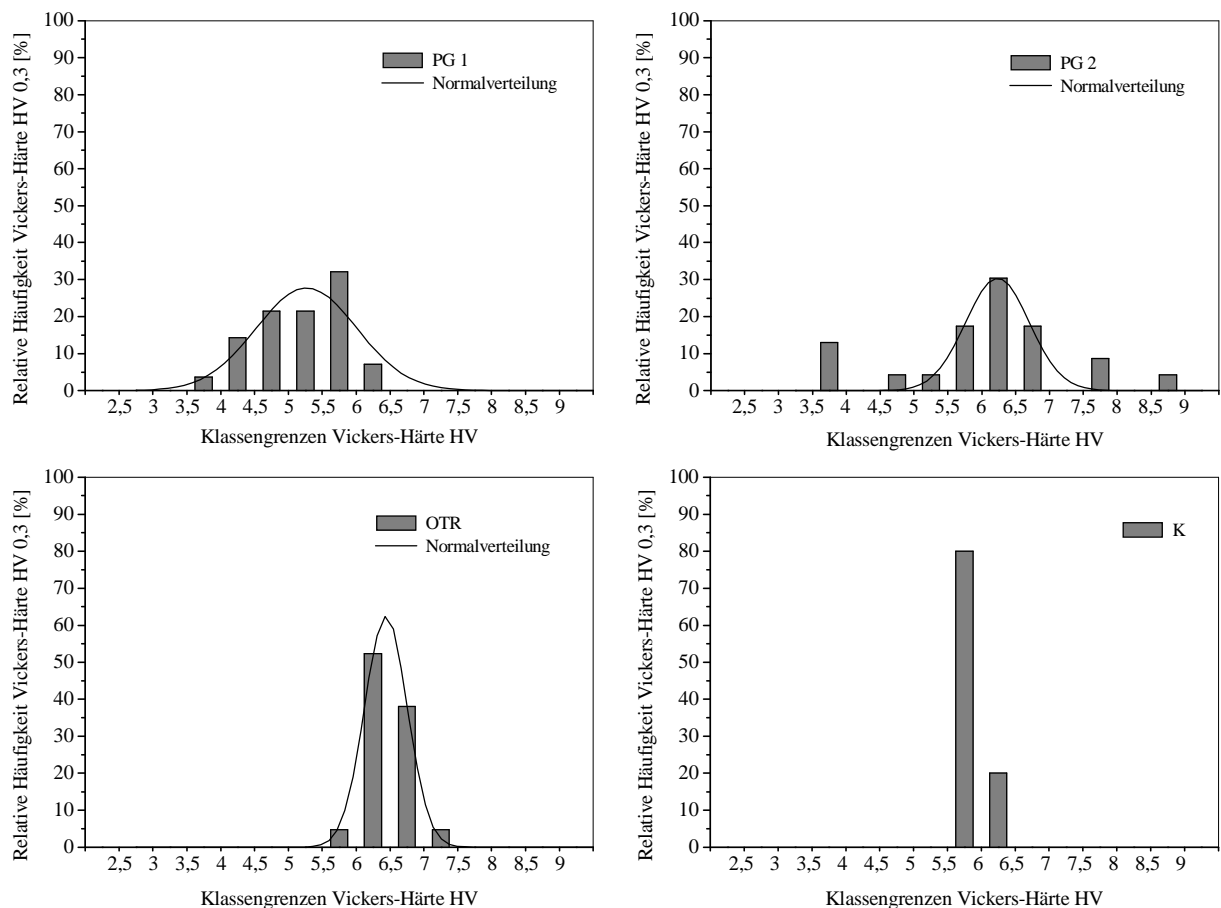 Relative Häufigkeit Vickers-Härte HV 0,3 [%]
100
90
80
70
60
50
40
30
20
10
0
PG 1
Normalverteilung
2,5 3 3,5 4 4,5 5 5,5 6 6,5 7 7,5 8 8,5 9
Klassengrenzen Vickers-Härte HV
Relative Häufigkeit Vickers-Härte HV 0,3 [%]
100
90
80
70
60
50
40
30
20
10
0
PG 2
Normalverteilung
2,5 3 3,5 4 4,5 5 5,5 6 6,5 7 7,5 8 8,5 9
Klassengrenzen Vickers-Härte HV
Relative Häufigkeit Vickers-Härte HV 0,3 [%]
100
90
80
70
60
50
40
30
20
10
0
OTR
Normalverteilung
2,5 3 3,5 4 4,5 5 5,5 6 6,5 7 7,5 8 8,5 9
Klassengrenzen Vickers-Härte HV
Relative Häufigkeit Vickers-Härte HV 0,3 [%]
100
90
80
70
60
50
40
30
20
10
0
K
2,5 3 3,5 4 4,5 5 5,5 6 6,5 7 7,5 8 8,5 9
Klassengrenzen Vickers-Härte HV